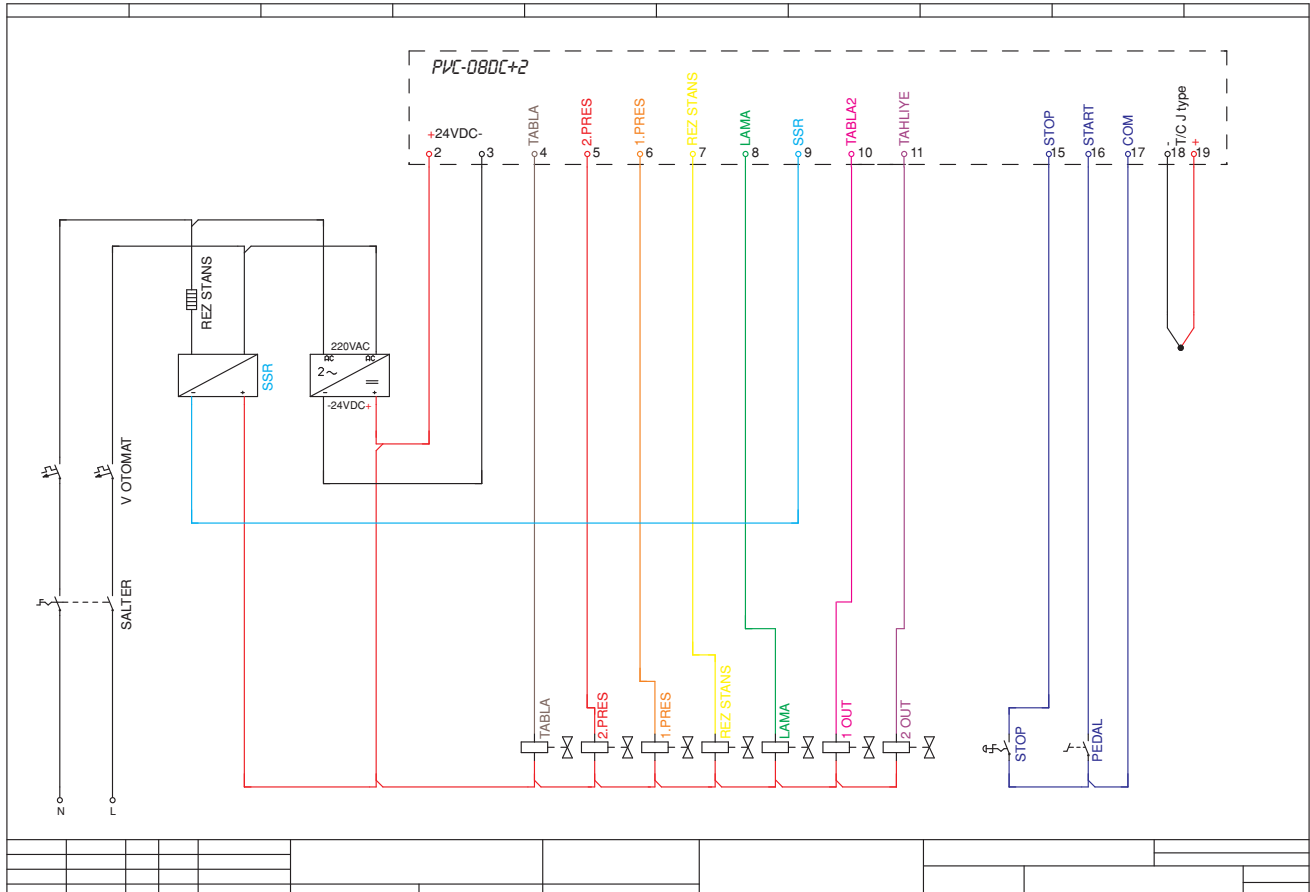 PVC-08DC+2
+24VDC-
TABLA
2.PRES
1.PRES
REZ STANS
LAMA
SSR
TABLA2
TAHLIYE
STOP
START
COM
- T/C J type +
2
3
4
5
6
7
8
9
10
11
15
16
17
18
19
REZ STANS
SSR
220VAC
AC AC
2~
- +
- +
-24VDC+
V OTOMAT
SALTER
TABLA
2.PRES
1.PRES
REZ STANS
LAMA
1 OUT
2 OUT
STOP
PEDAL
N
L